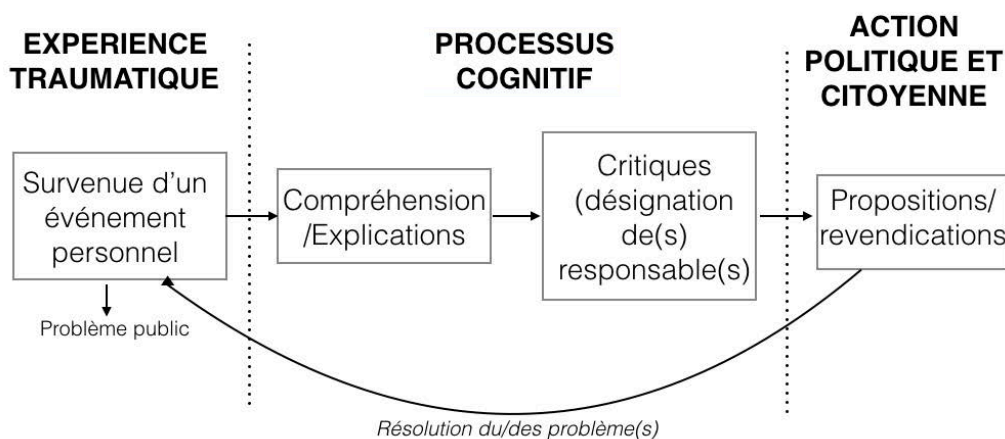 EXPERIENCE
TRAUMATIQUE
PROCESSUS
COGNITIF
ACTION
POLITIQUE ET
CITOYENNE
Survenue d'un
événement
personnel
Compréhension
/Explications
Critiques
(désignation
de(s)
responsable(s)
Propositions/
revendications
Problème public
Résolution du/des problème(s)